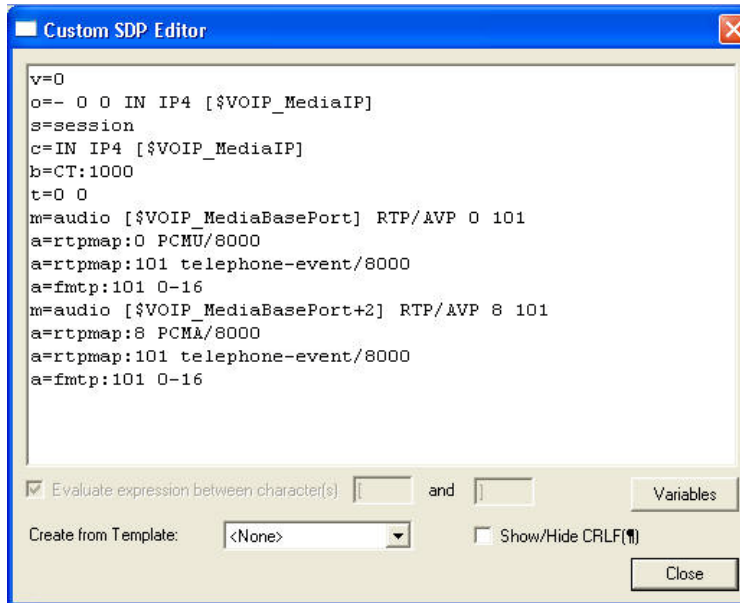 Custom SDP Editor
v=0
o=- 0 0 IN IP4 [$VOIP_MediaIP]
s=session
c=IN IP4 [$VOIP_MediaIP]
b=CT:1000
t=0 0
m=audio [$VOIP_MediaBasePort] RTP/AVP 0 101
a=rtpmap:0 PCMU/8000
a=rtpmap:101 telephone-event/8000
a=fmtp:101 0-16
m=audio [$VOIP_MediaBasePort+2] RTP/AVP 8 101
a=rtpmap:8 PCMA/8000
a=rtpmap:101 telephone-event/8000
a=fmtp:101 0-16
Evaluate expression between character(s) [ and ] Variables
Create from Template: <None> Show/Hide CRLF(¶)
Close